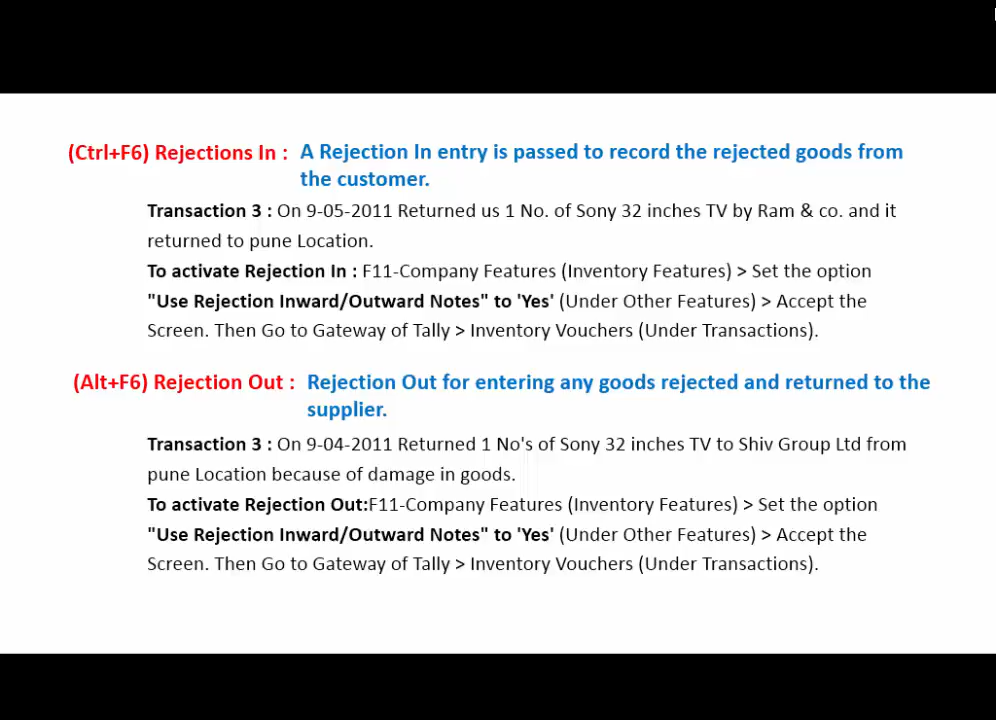 (Ctrl+F6) Rejections In : A Rejection In entry is passed to record the rejected goods from
the customer.
Transaction 3 : On 9-05-2011 Returned us 1 No. of Sony 32 inches TV by Ram & co. and it
returned to pune Location.
To activate Rejection In : F11-Company Features (Inventory Features) > Set the option
"Use Rejection Inward/Outward Notes" to 'Yes' (Under Other Features) > Accept the
Screen. Then Go to Gateway of Tally > Inventory Vouchers (Under Transactions).
(Alt+F6) Rejection Out : Rejection Out for entering any goods rejected and returned to the
supplier.
Transaction 3 : On 9-04-2011 Returned 1 No's of Sony 32 inches TV to Shiv Group Ltd from
pune Location because of damage in goods.
To activate Rejection Out:F11-Company Features (Inventory Features) > Set the option
"Use Rejection Inward/Outward Notes" to 'Yes' (Under Other Features) > Accept the
Screen. Then Go to Gateway of Tally > Inventory Vouchers (Under Transactions).